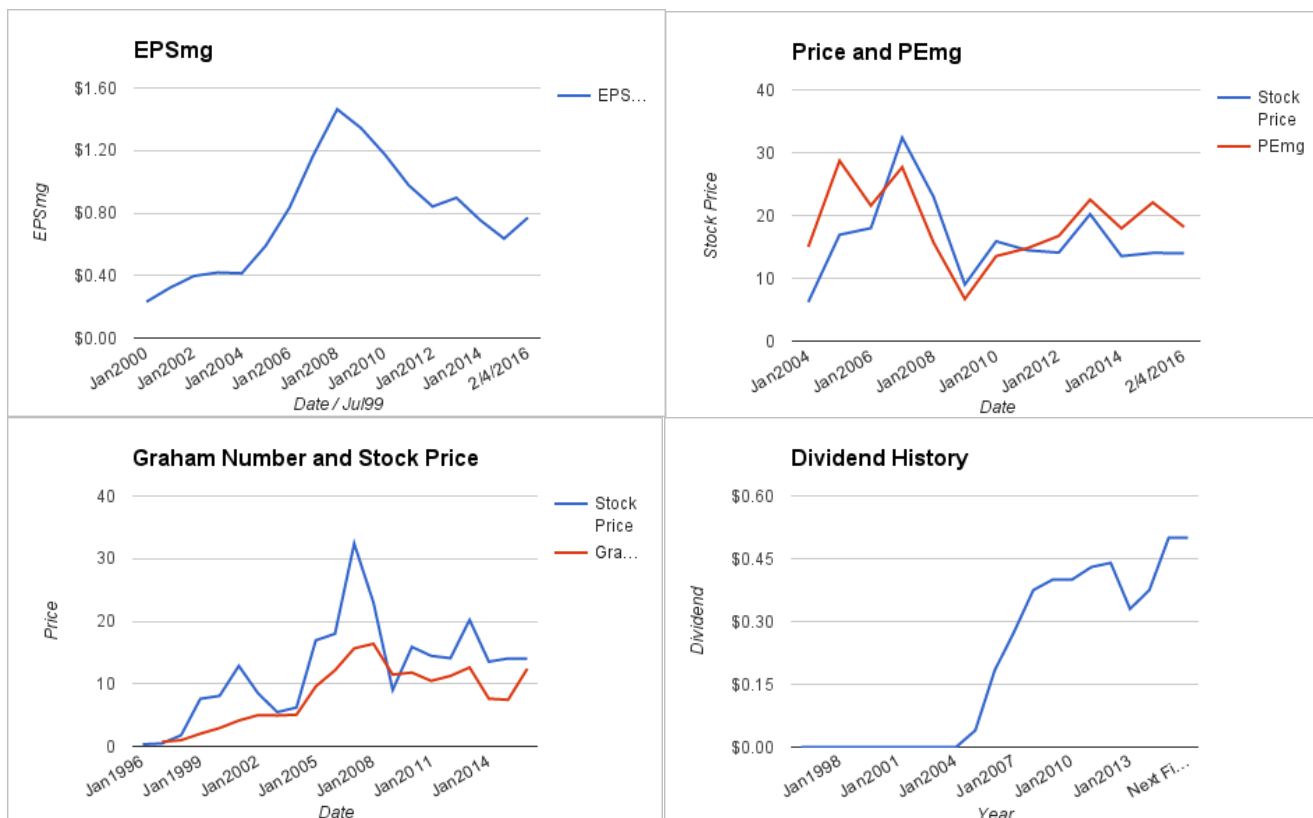 EPSmg
$1.60
$1.20
$0.80
$0.40
$0.00
EPSmg
Jan2000
Jan2002
Jan2004
Jan2006
Jan2008
Jan2010
Jan2012
Jan2014
2/4/2016
Date / Jul99
EPS...
Price and PEmg
40
30
20
10
0
Stock Price
Jan2004
Jan2006
Jan2008
Jan2010
Jan2012
Jan2014
2/4/2016
Date
Stock
Price
PEmg
Graham Number and Stock Price
40
30
20
10
0
Price
Jan1996
Jan1999
Jan2002
Jan2005
Jan2008
Jan2011
Jan2014
Date
Stock
Price
Gra...
Dividend History
$0.60
$0.45
$0.30
$0.15
$0.00
Dividend
Jan1998
Jan2001
Jan2004
Jan2007
Jan2010
Jan2013
Next Fi...
Year